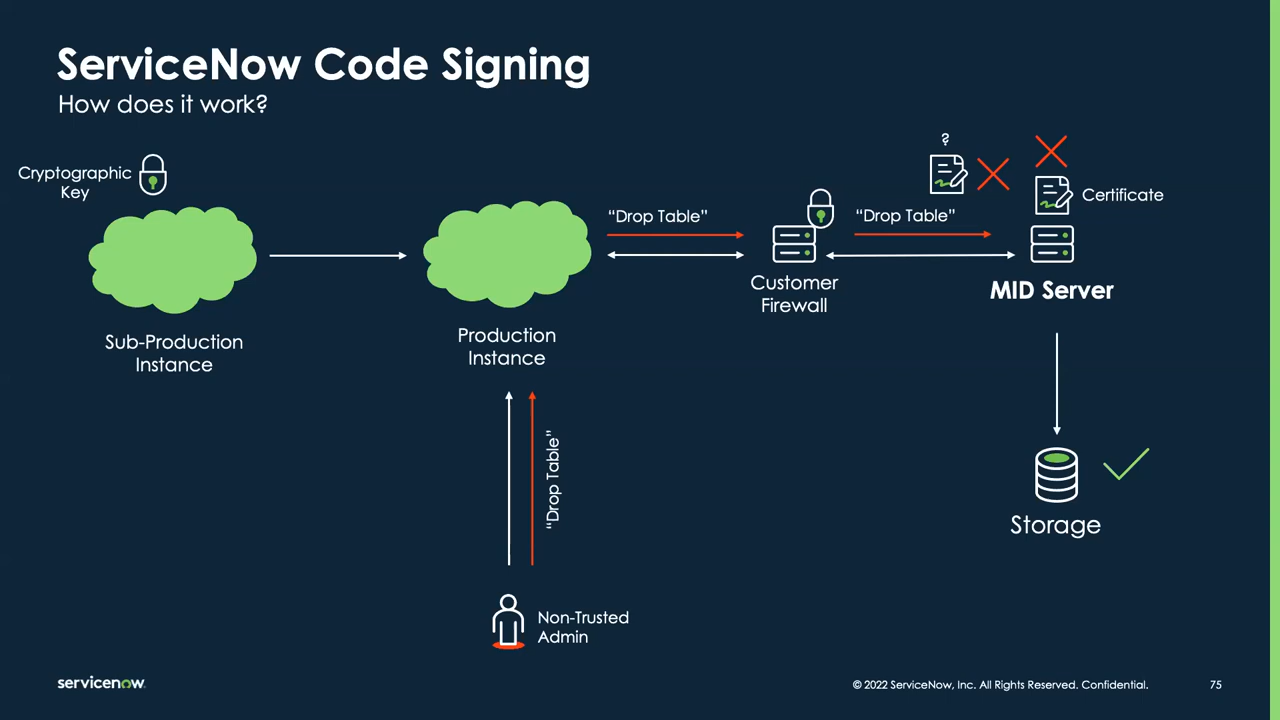 ServiceNow Code Signing
How does it work?
Cryptographic
Key
Sub-Production
Instance
Production
Instance
“Drop Table”
Customer
Firewall
“Drop Table”
?
Certificate
MID Server
Storage
“Drop Table”
Non-Trusted
Admin
servicenow
© 2022 ServiceNow, Inc. All Rights Reserved. Confidential.
75